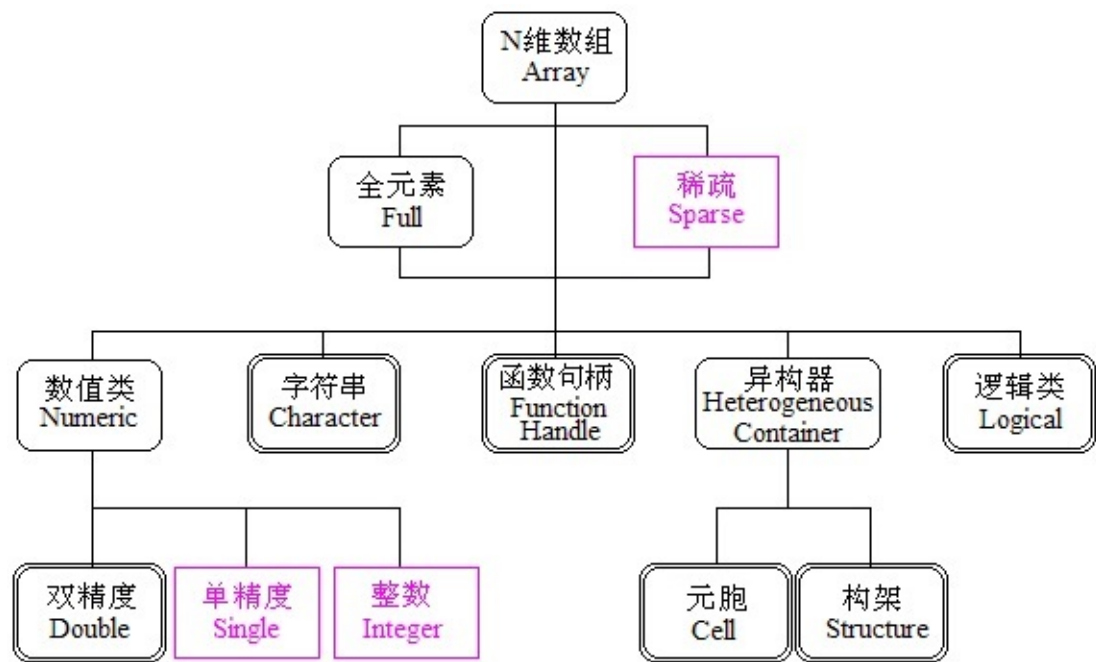 N维数组
Array
全元素
Full
稀疏
Sparse
数值类
Numeric
字符串
Character
函数句柄
Function
Handle
异构器
Heterogeneous
Container
逻辑类
Logical
双精度
Double
单精度
Single
整数
Integer
元胞
Cell
构架
Structure